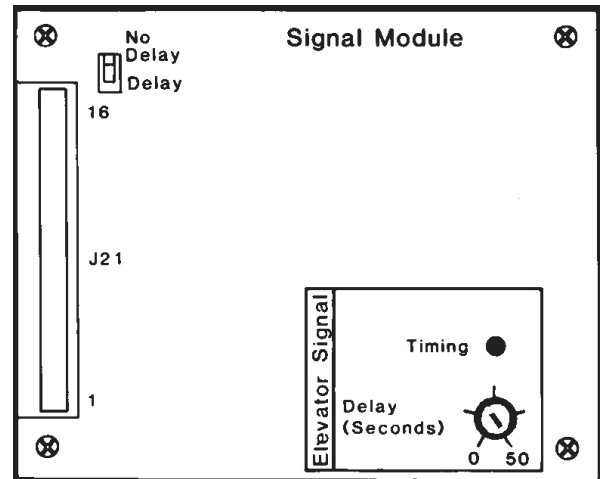 No
Delay
Delay
Signal Module
16
J21
1
Elevator Signal
Timing
Delay
(Seconds)
0 50